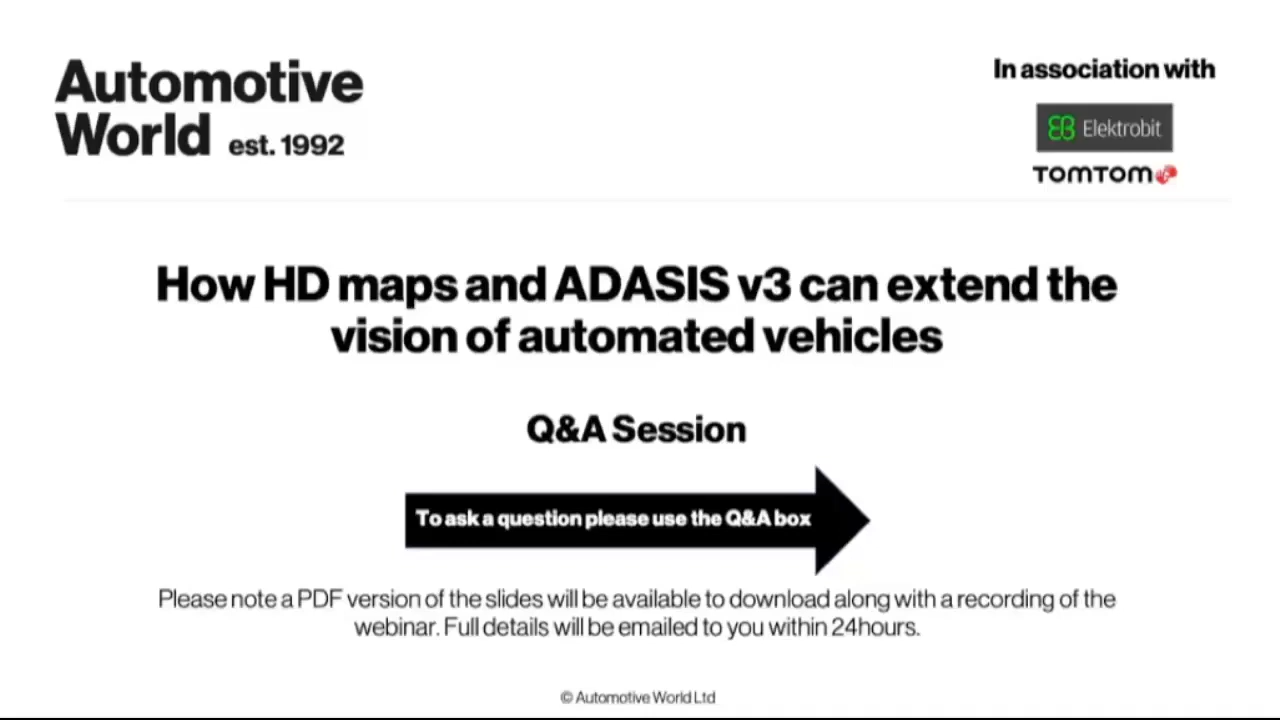 Automotive
World est. 1992
In association with
EB Elektrobit
TOMTOM
How HD maps and ADASIS v3 can extend the
vision of automated vehicles
Q&A Session
To ask a question please use the Q&A box
Please note a PDF version of the slides will be available to download along with a recording of the
webinar. Full details will be emailed to you within 24hours.
© Automotive World Ltd